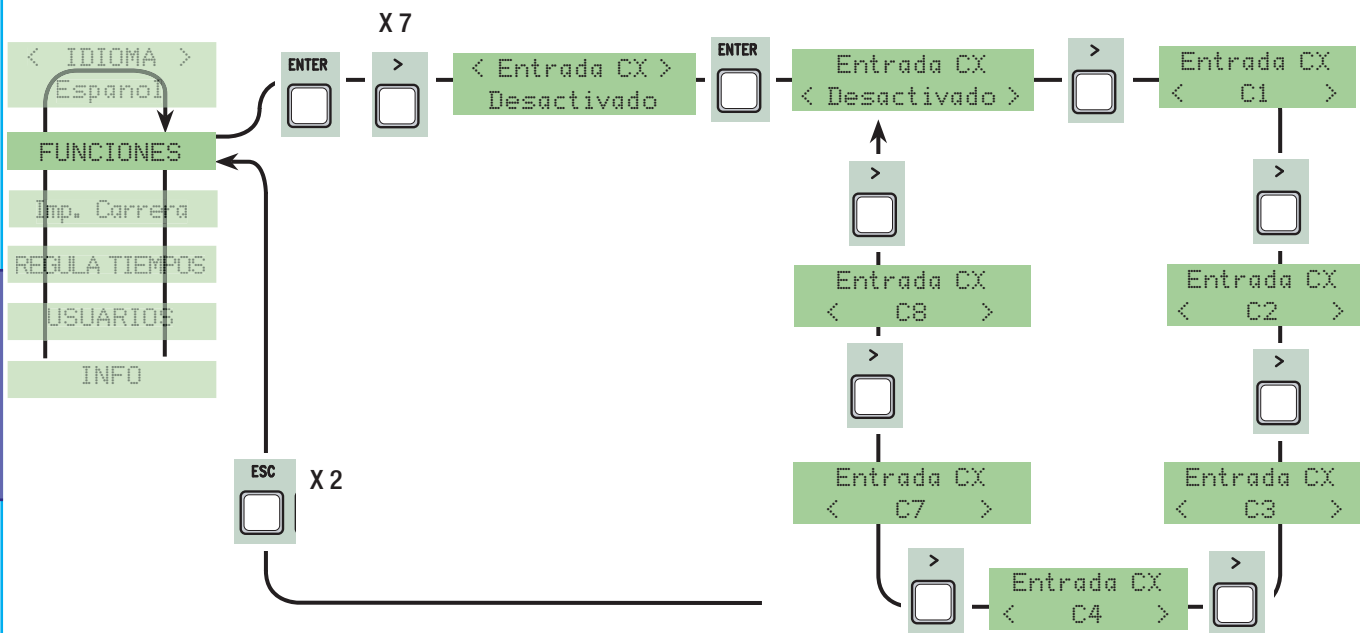 X 7
< IDIOMA >
Espanol
FUNCIONES
Imp. Carrera
REGULA TIEMPOS
USUARIOS
INFO
ENTER
>
< Entrada CX >
Desactivado
ENTER
Entrada CX
< Desactivado >
>
Entrada CX
< C1 >
>
Entrada CX
< C2 >
>
Entrada CX
< C3 >
>
Entrada CX
< C4 >
>
Entrada CX
< C7 >
>
Entrada CX
< C8 >
>
ESC
X 2